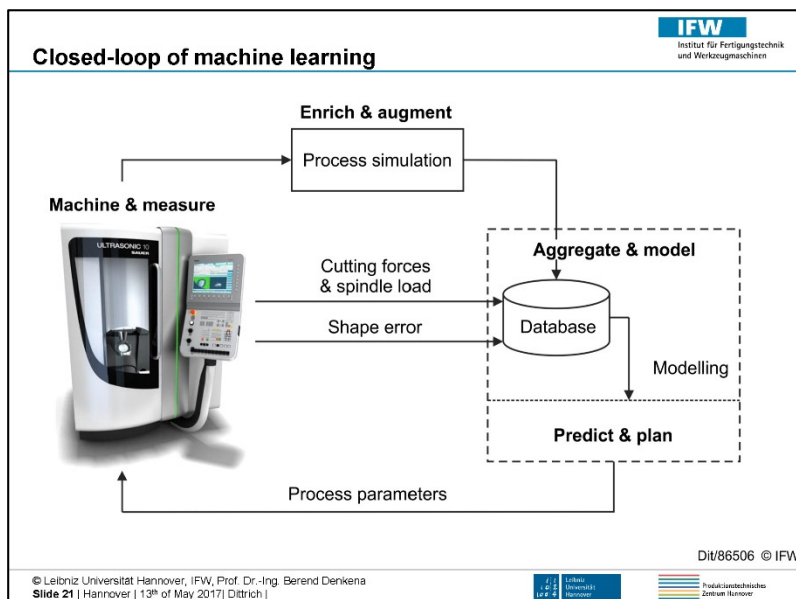 Closed-loop of machine learning
IFW
Institut für Fertigungstechnik
und Werkzeugmaschinen
Enrich & augment
Process simulation
Machine & measure
ULTRASONIC 10
SAUER
Aggregate & model
Cutting forces
& spindle load
Database
Shape error
Modelling
Predict & plan
Process parameters
Dit/86506 © IFW
© Leibniz Universität Hannover, IFW, Prof. Dr.-Ing. Berend Denkena
Slide 21 | Hannover | 13th of May 2017| Dittrich |
Leibniz
Universität
Hannover
Produktionstechnisches
Zentrum Hannover